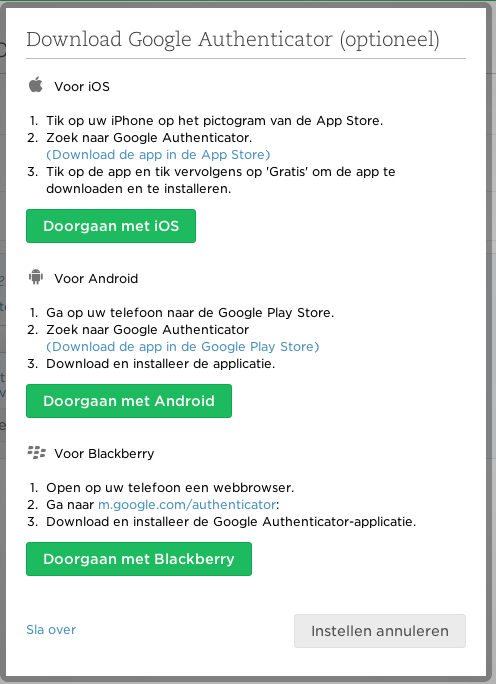 Download Google Authenticator (optioneel)
Voor iOS
1. Tik op uw iPhone op het pictogram van de App Store.
2. Zoek naar Google Authenticator.
(Download de app in de App Store)
3. Tik op de app en tik vervolgens op 'Gratis' om de app te
downloaden en te installeren.
Doorgaan met iOS
Voor Android
1. Ga op uw telefoon naar de Google Play Store.
2. Zoek naar Google Authenticator
(Download de app in de Google Play Store)
3. Download en installeer de applicatie.
Doorgaan met Android
Voor Blackberry
1. Open op uw telefoon een webbrowser.
2. Ga naar m.google.com/authenticator:
3. Download en installeer de Google Authenticator-applicatie.
Doorgaan met Blackberry
Sla over
Instellen annuleren